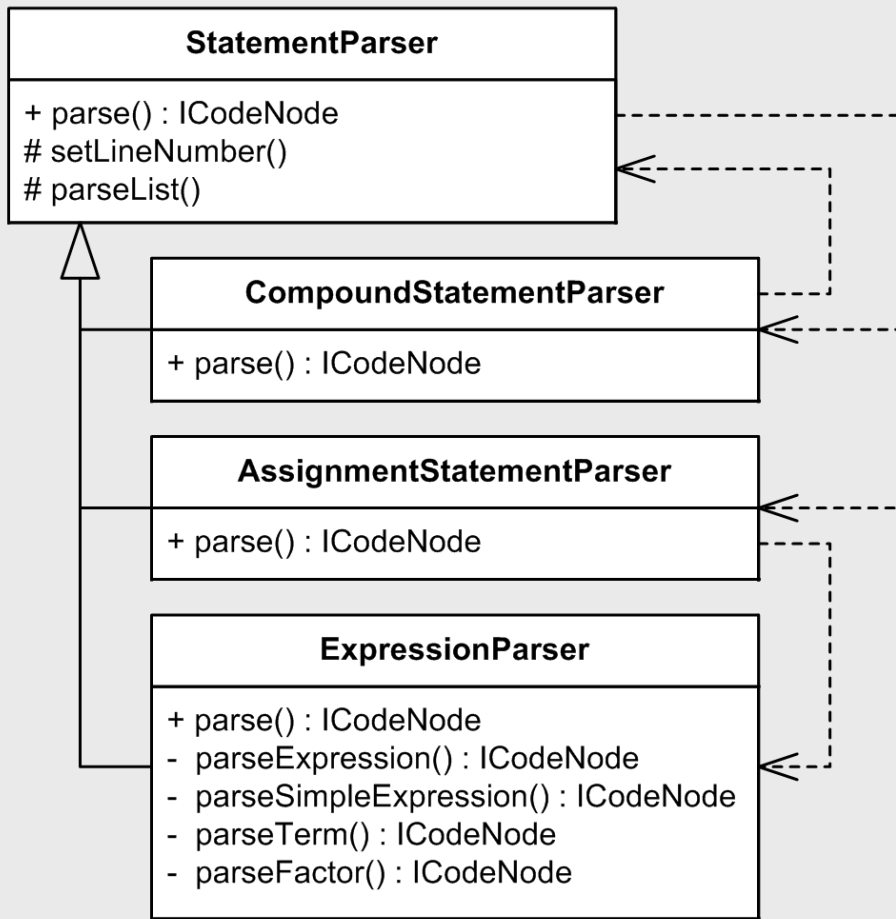 StatementParser
+ parse() : ICodeNode
# setLineNumber()
# parseList()
CompoundStatementParser
+ parse() : ICodeNode
AssignmentStatementParser
+ parse() : ICodeNode
ExpressionParser
+ parse() : ICodeNode
- parseExpression() : ICodeNode
- parseSimpleExpression() : ICodeNode
- parseTerm() : ICodeNode
- parseFactor() : ICodeNode